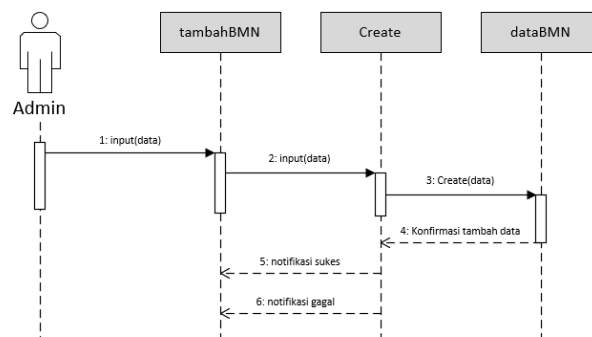 tambahBMN
Create
dataBMN
Admin
1: input(data)
2: input(data)
3: Create(data)
4: Konfirmasi tambah data
5: notifikasi sukes
6: notifikasi gagal